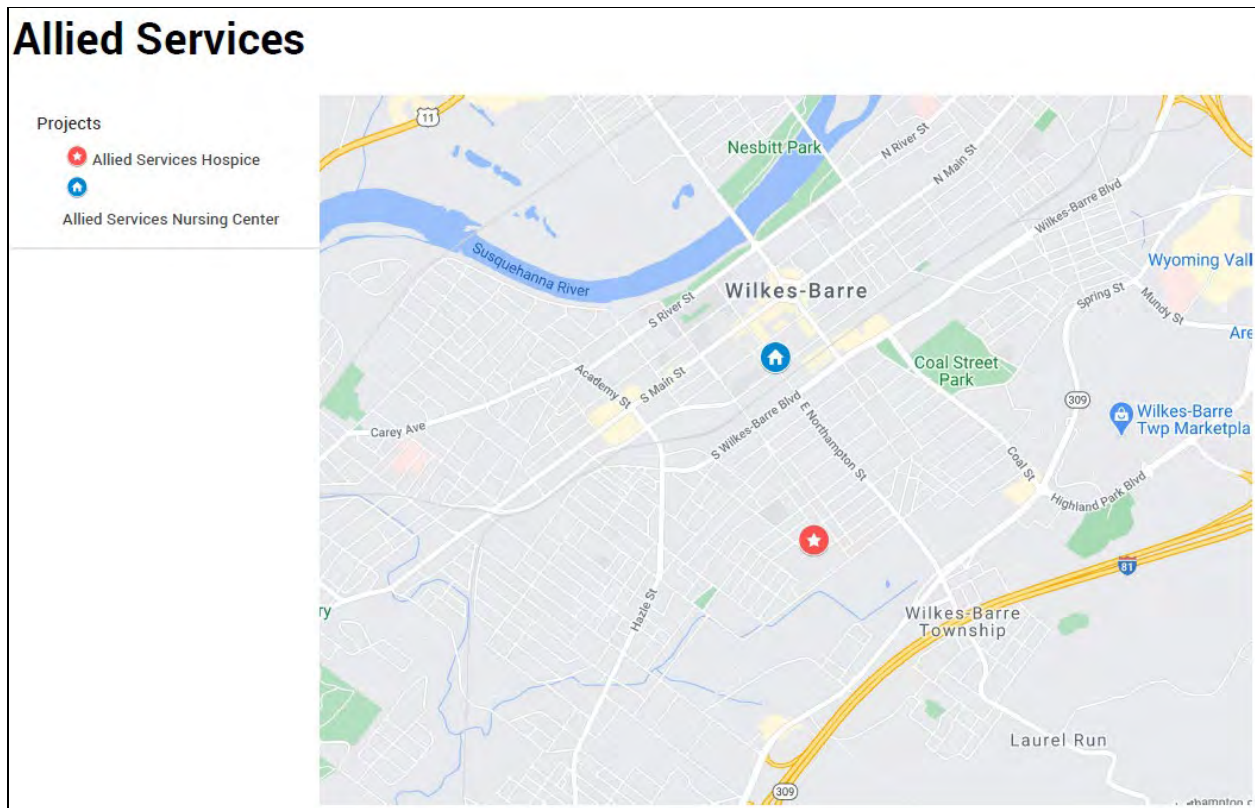 Allied Services
Projects
Allied Services Hospice
Allied Services Nursing Center
11
Nesbitt Park
N River St
N Main St
Wilkes-Barre Blvd
Susquehanna River
Wyoming Vall
Wilkes-Barre
Spring St
Mundy St
S River St
Are
Coal Street
Park
Academy St
S Main St
309
Wilkes-Barre
Twp Marketpla
Carey Ave
S Wilkes-Barre Blvd
E Northampton St
Coal St
Highland Park Blvd
81
ry
Hazle St
Wilkes-Barre
Township
Laurel Run
309